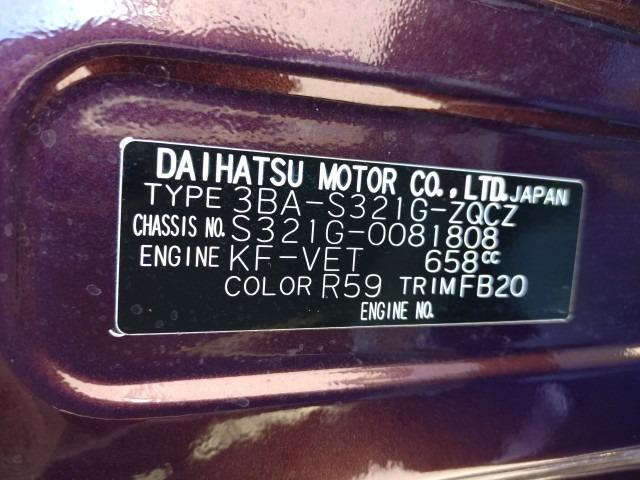 DAIHATSU MOTOR CO., LTD. JAPAN
TYPE 3BA-S321G-ZQCZ
CHASSIS NO. S321G-0081808
ENGINE KF-VET 658cc
COLOR R59 TRIM FB20
ENGINE NO.